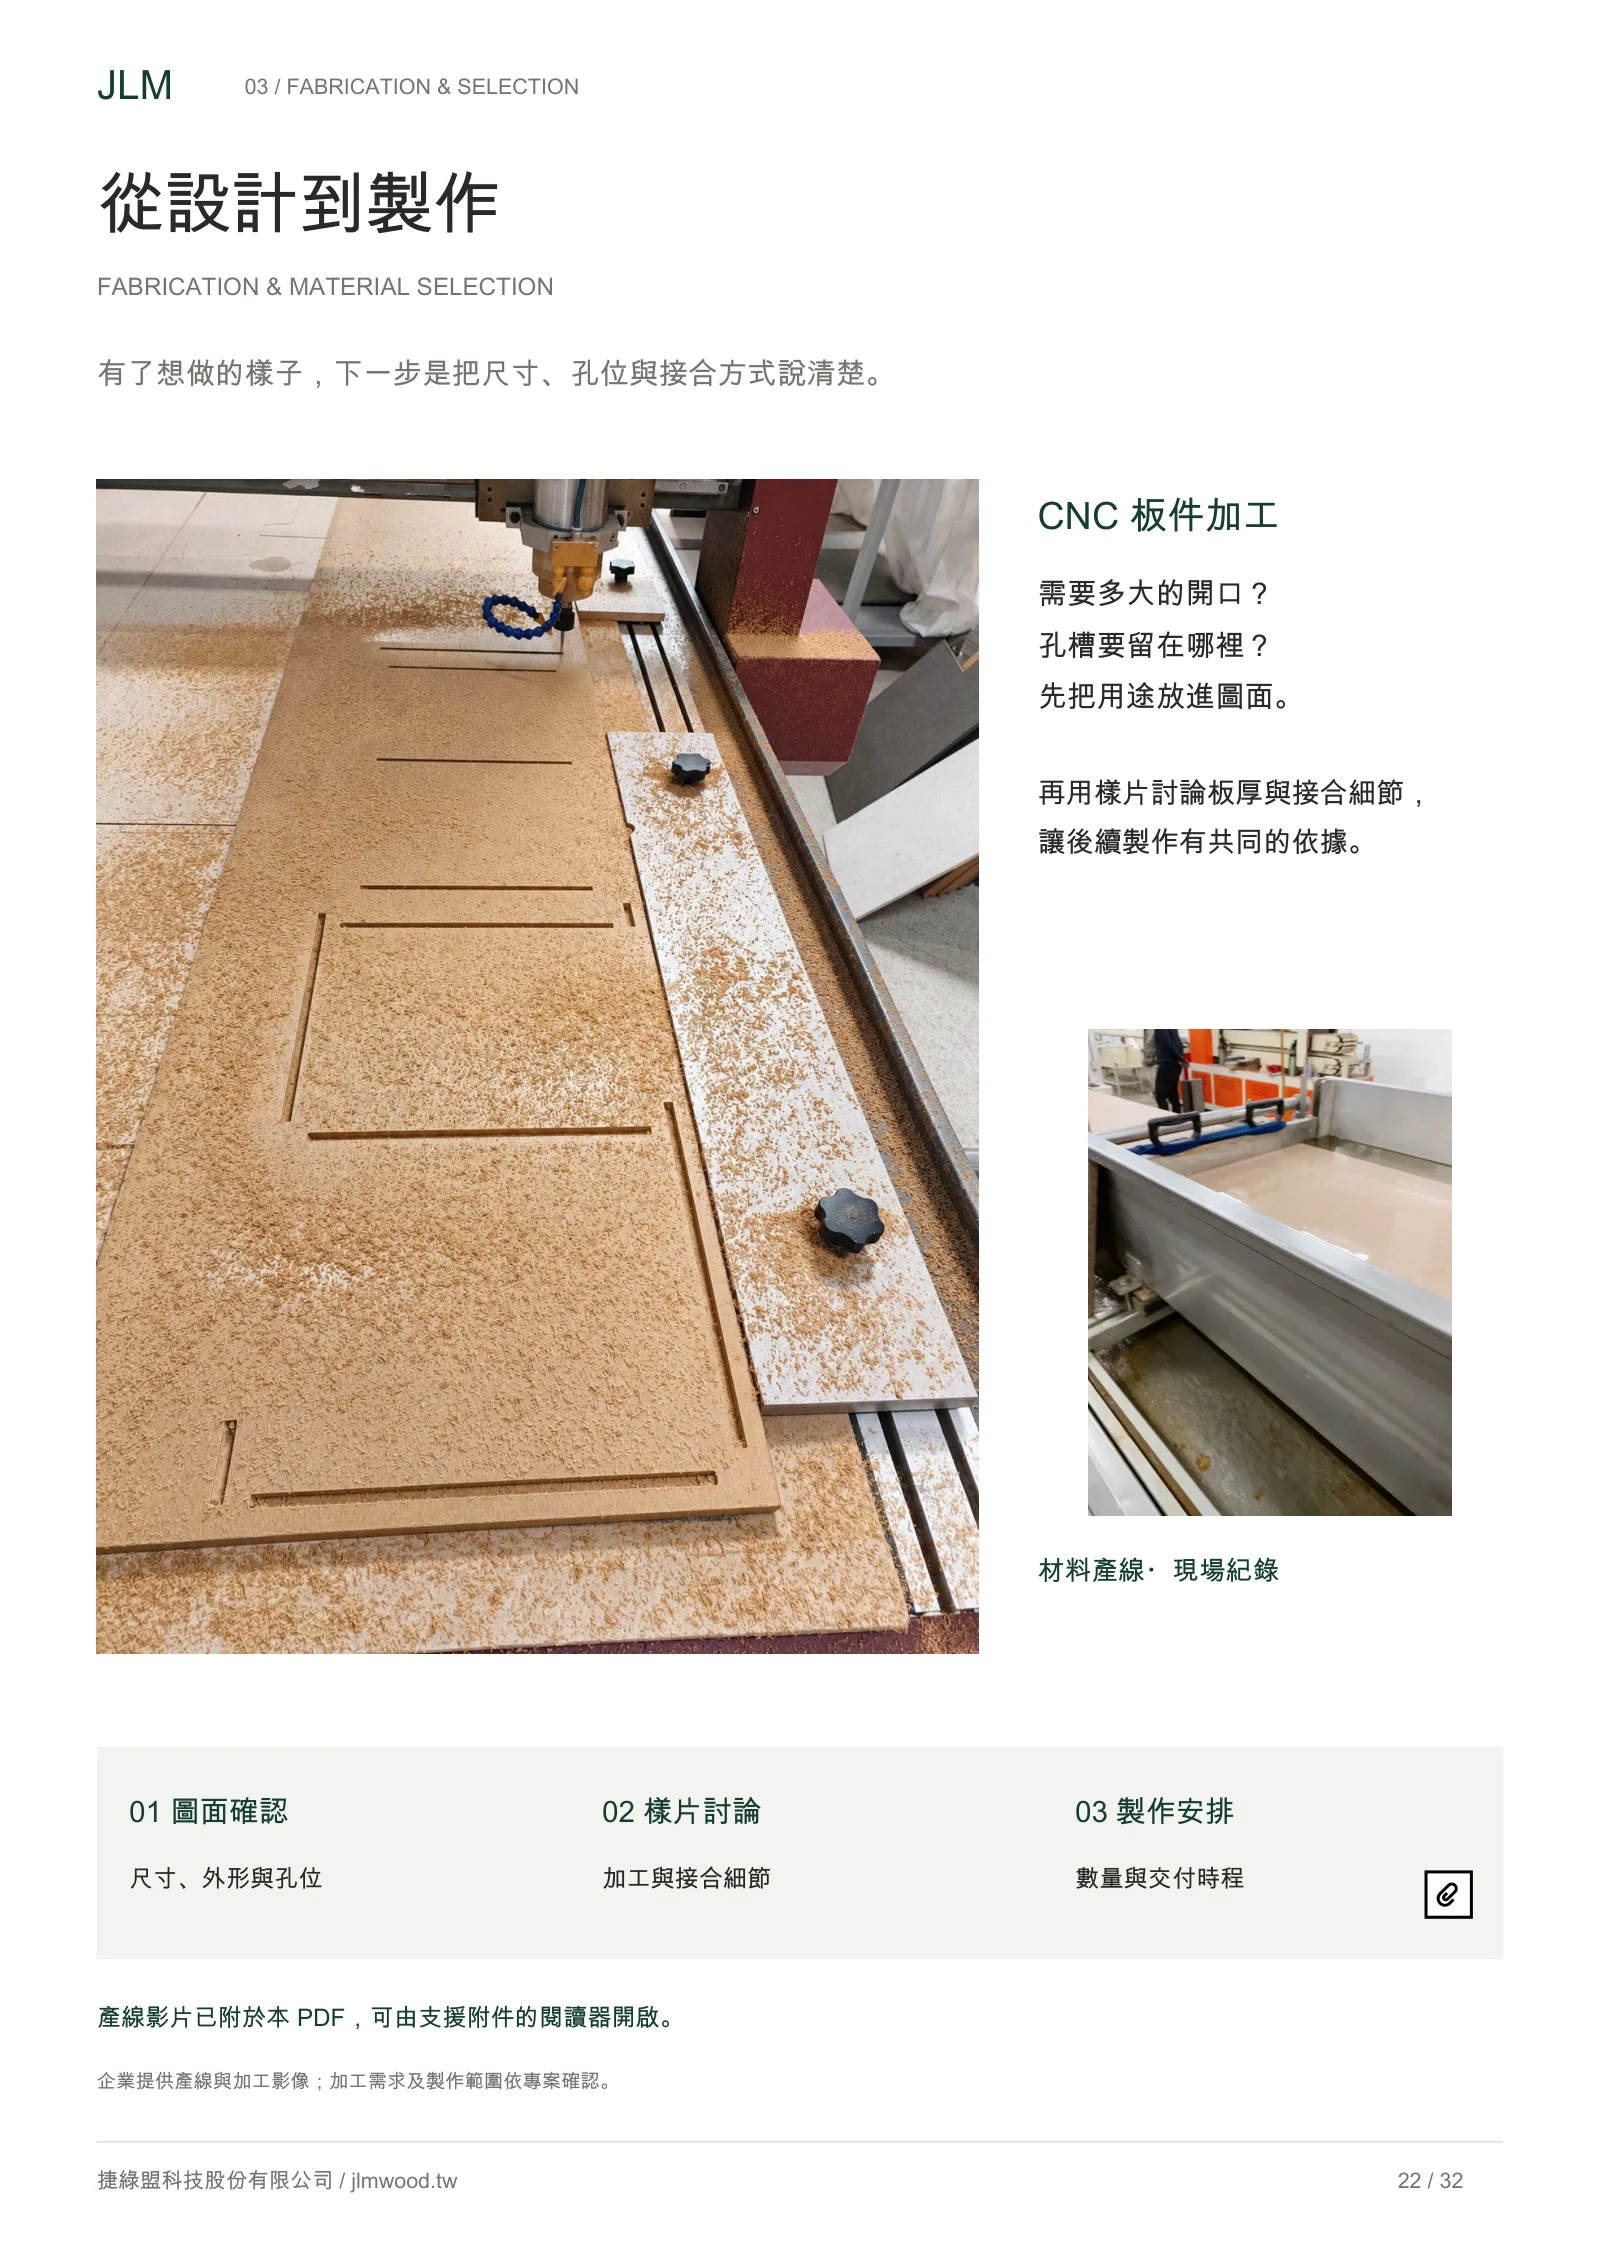 JLM
03 / FABRICATION & SELECTION
從設計到製作
FABRICATION & MATERIAL SELECTION
有了想做的樣子，下一步是把尺寸、孔位與接合方式說清楚。
CNC 板件加工
需要多大的開口？
孔槽要留在哪裡？
先把用途放進圖面。
再用樣片討論板厚與接合細節，
讓後續製作有共同的依據。
材料產線· 現場紀錄
01 圖面確認
尺寸、外形與孔位
02 樣片討論
加工與接合細節
03 製作安排
數量與交付時程
產線影片已附於本 PDF，可由支援附件的閱讀器開啟。
企業提供產線與加工影像；加工需求及製作範圍依專案確認。
捷綠盟科技股份有限公司 / jlmwood.tw
22 / 32